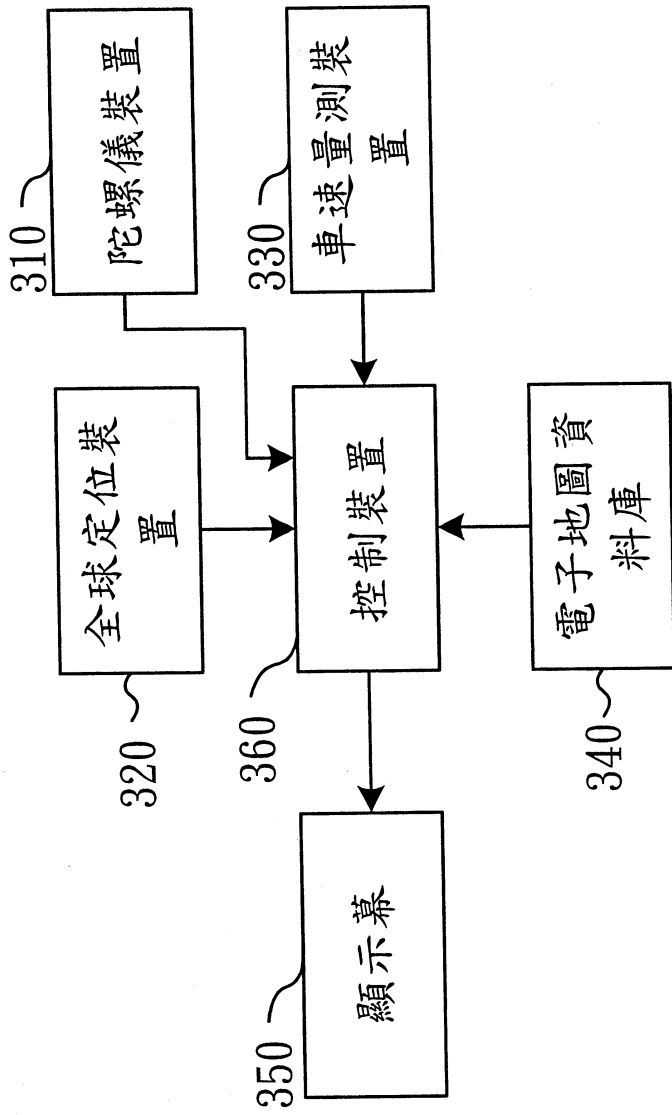 310
陀螺儀裝置
320
全球定位裝
置
330
車速量測裝
置
360
控制裝置
350
顯示幕
340
電子地圖資
料庫